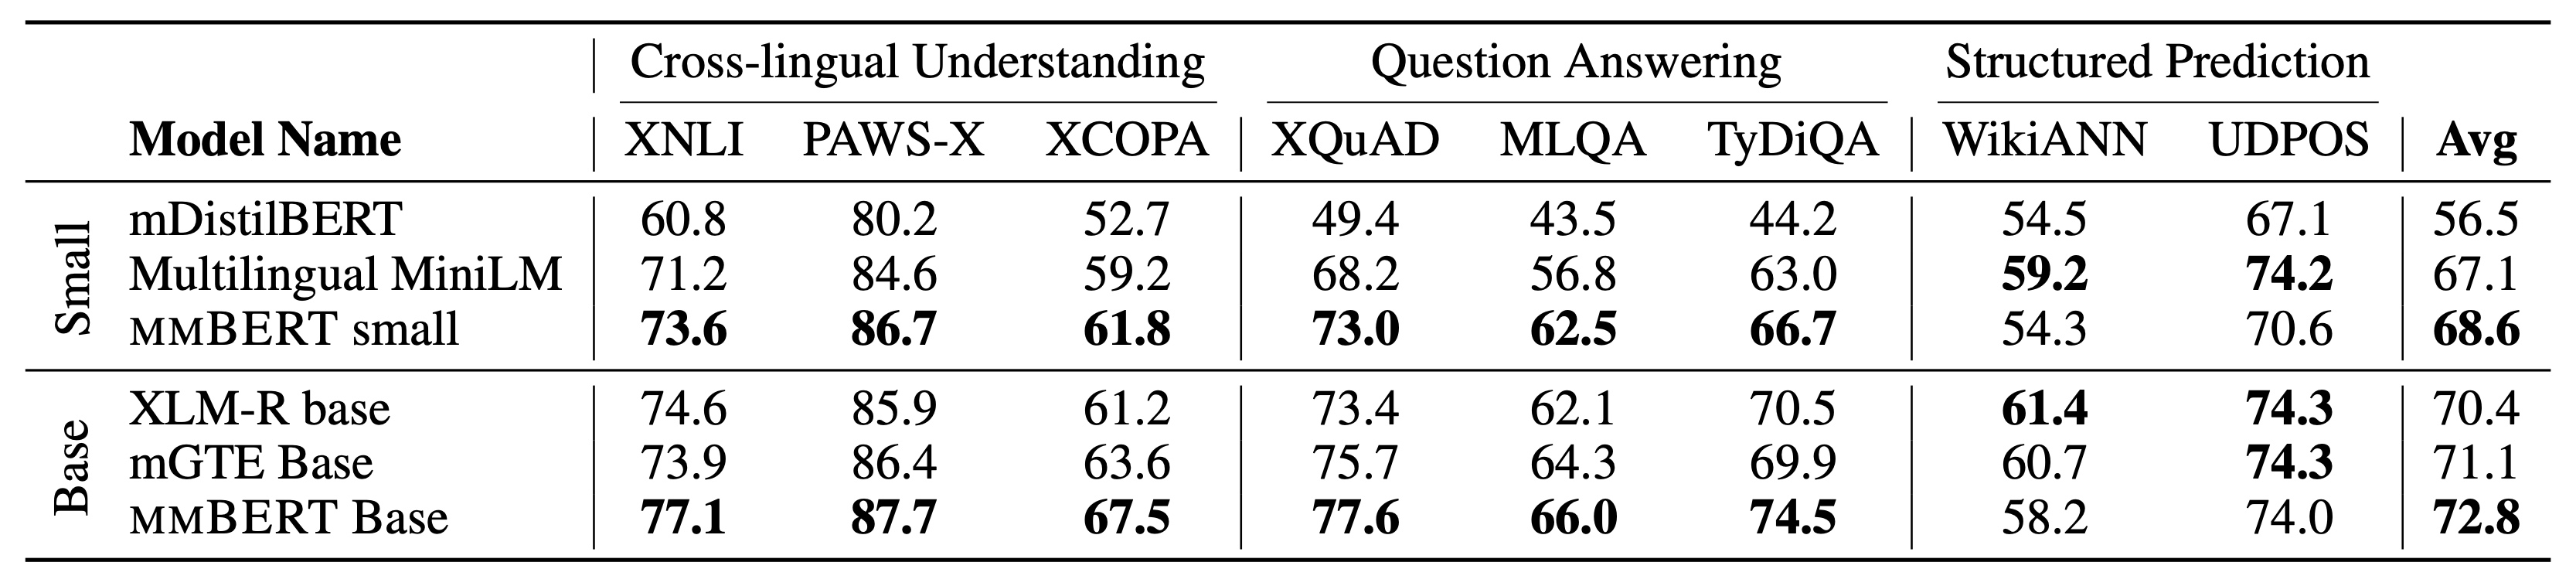 Cross-lingual Understanding Question Answering Structured Prediction
Model Name XNLI PAWS-X XCOPA XQuAD MLQA TyDiQA WikiANN UDPOS Avg
Small
mDistilBERT 60.8 80.2 52.7 49.4 43.5 44.2 54.5 67.1 56.5
Multilingual MiniLM 71.2 84.6 59.2 68.2 56.8 63.0 59.2 74.2 67.1
MMBERT small 73.6 86.7 61.8 73.0 62.5 66.7 54.3 70.6 68.6
Base
XLM-R base 74.6 85.9 61.2 73.4 62.1 70.5 61.4 74.3 70.4
mGTE Base 73.9 86.4 63.6 75.7 64.3 69.9 60.7 74.3 71.1
MMBERT Base 77.1 87.7 67.5 77.6 66.0 74.5 58.2 74.0 72.8